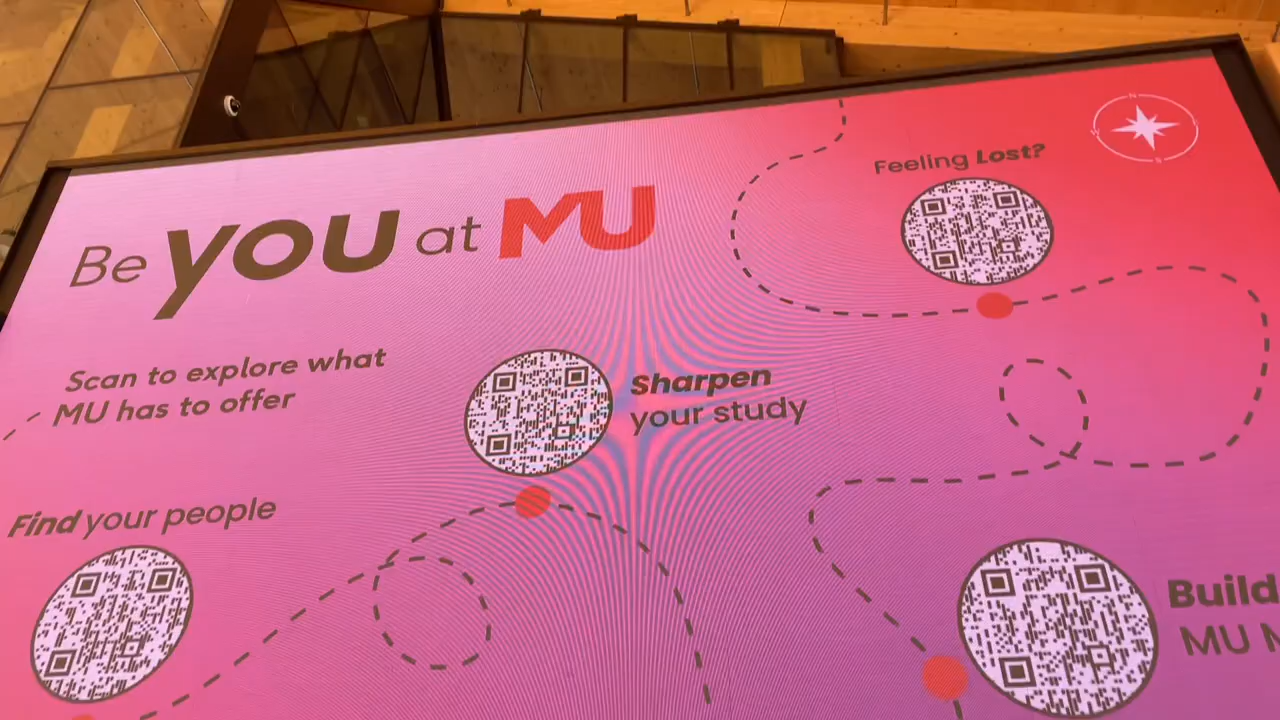 Be YOU at MU
Feeling Lost?
Scan to explore what
MU has to offer
Sharpen
your study
Find your people
Build
MU
N
N
S